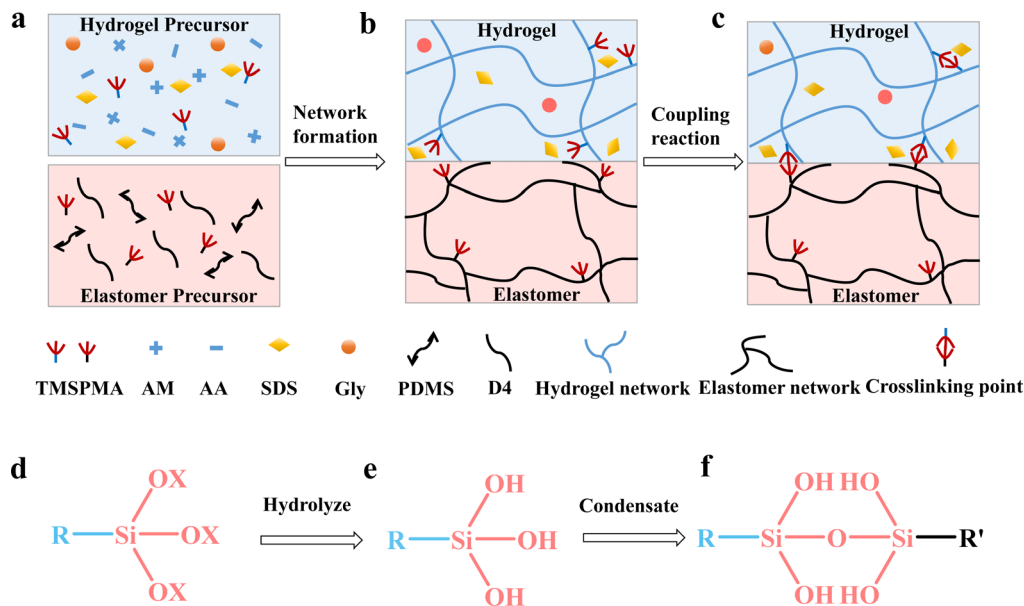 a
Hydrogel Precursor
Elastomer Precursor
Network
formation
b
Hydrogel
Elastomer
Coupling
reaction
c
Hydrogel
Elastomer
TMSPMA AM AA SDS Gly PDMS D4 Hydrogel network Elastomer network Crosslinking point
d
OX
R Si OX
OX
Hydrolyze
e
OH
R Si OH
OH
Condensate
f
OH HO
R Si O Si R'
OH HO